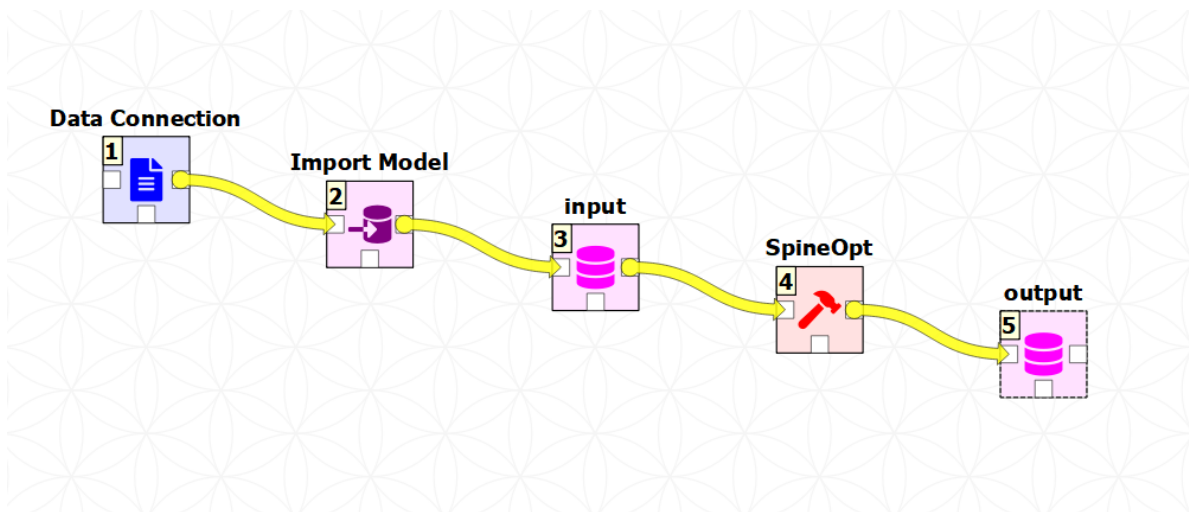 Data Connection
1
Import Model
2
input
3
SpineOpt
4
output
5